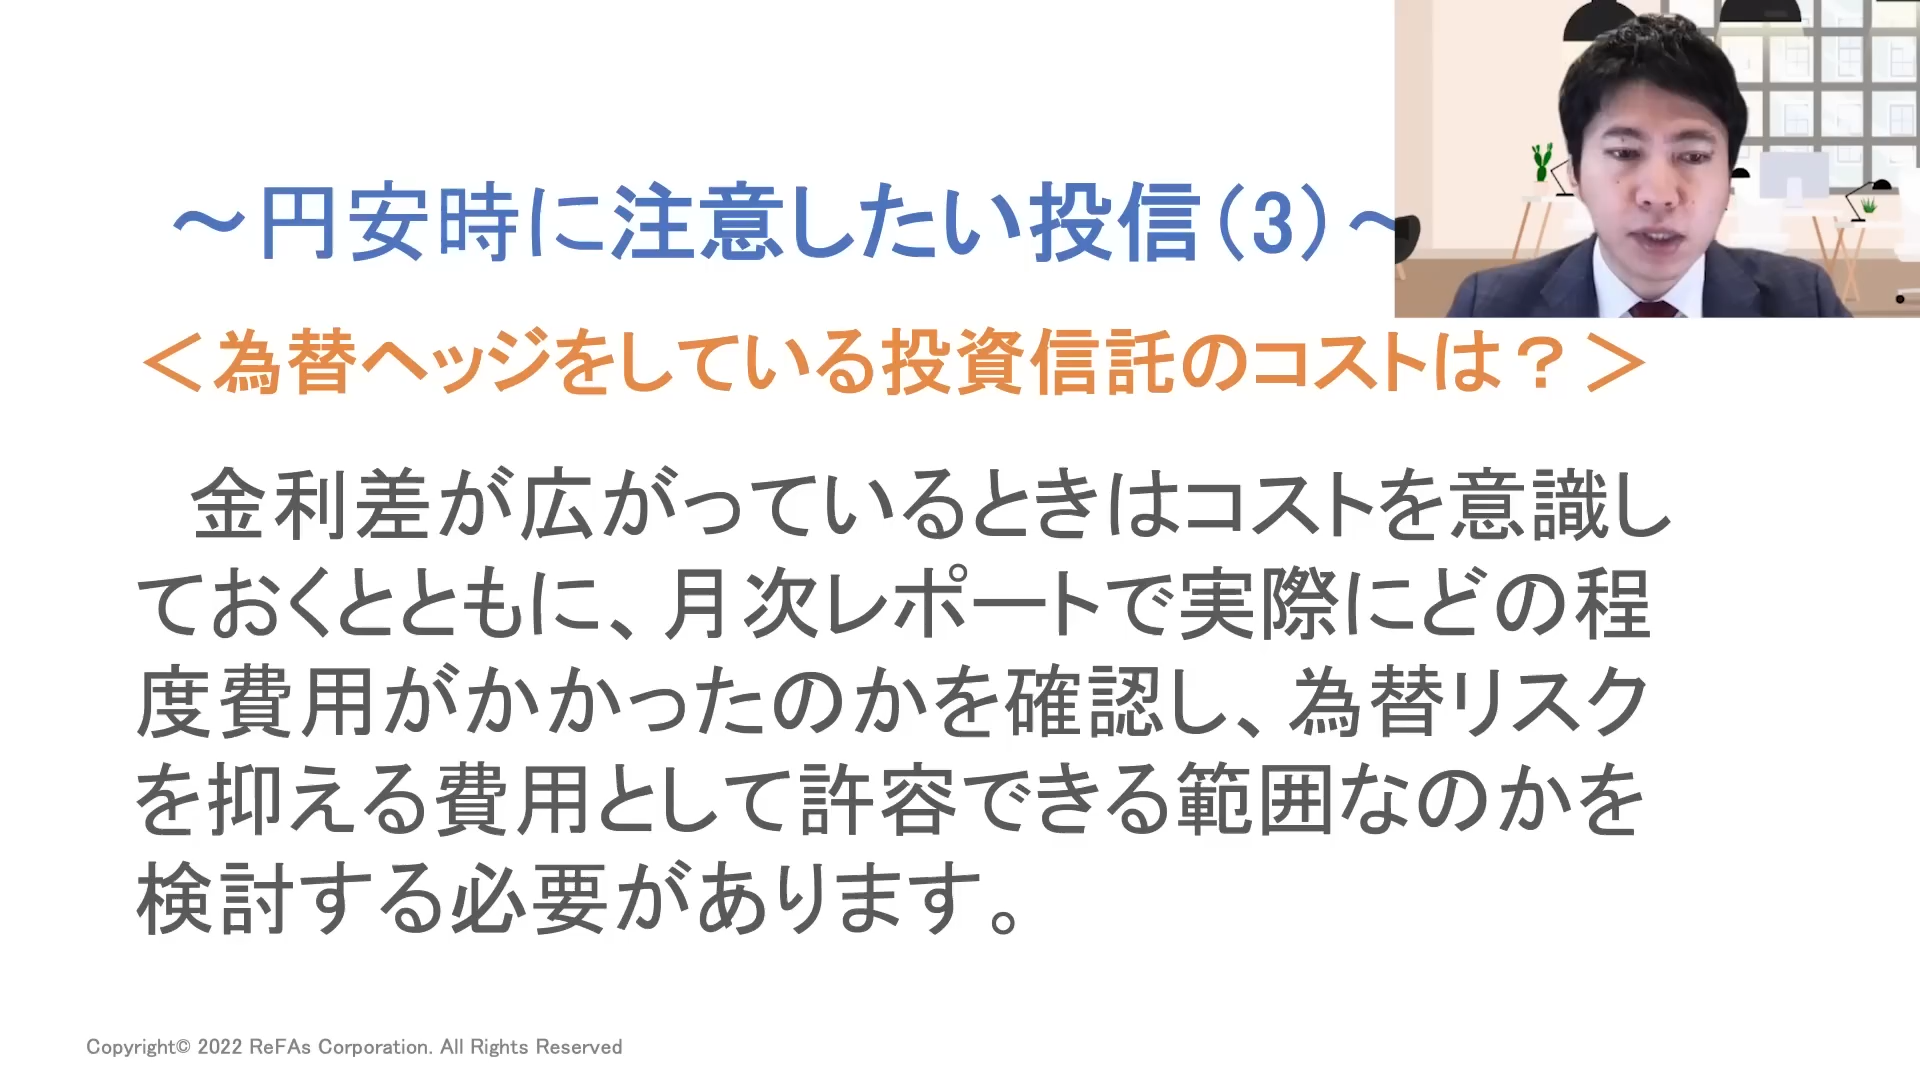 ～円安時に注意したい投信（3）～
＜為替ヘッジをしている投資信託のコストは？＞
金利差が広がっているときはコストを意識し
ておくとともに、月次レポートで実際にどの程
度費用がかかったのかを確認し、為替リスク
を抑える費用として許容できる範囲なのかを
検討する必要があります。
Copyright© 2022 ReFAs Corporation. All Rights Reserved